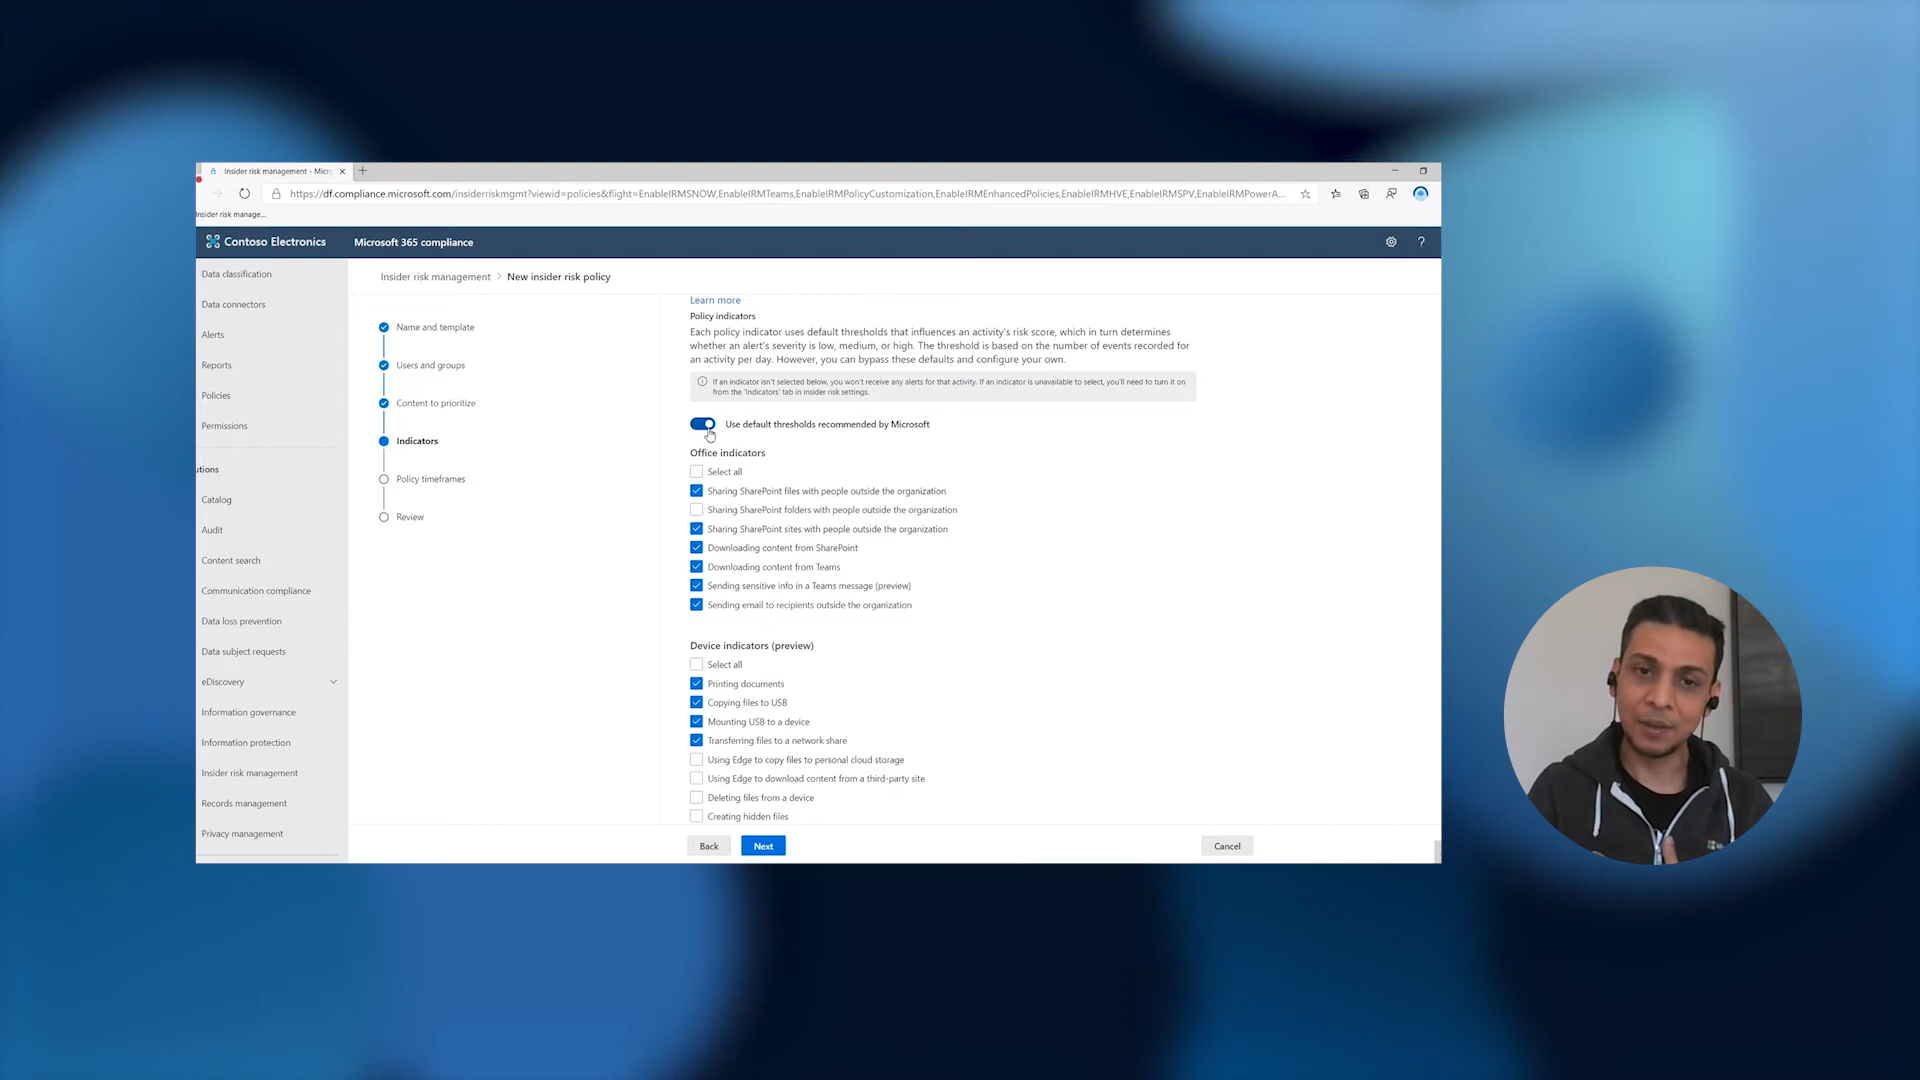 Insider risk management - Micro
https://df.compliance.microsoft.com/insiderriskmgmt?viewid=policies&flight=EnableIRMSNOW,EnableIRMTeams,EnableIRMPolicyCustomization,EnableIRMEnhancedPolicies,EnableIRMHVE,EnableIRMSPV,EnableIRMPowerA...
Insider risk manage...
Contoso Electronics
Microsoft 365 compliance
?
Data classification
Data connectors
Alerts
Reports
Policies
Permissions
utions
Catalog
Audit
Content search
Communication compliance
Data loss prevention
Data subject requests
eDiscovery
Information governance
Information protection
Insider risk management
Records management
Privacy management
Insider risk management > New insider risk policy
Name and template
Users and groups
Content to prioritize
Indicators
Policy timeframes
Review
Learn more
Policy indicators
Each policy indicator uses default thresholds that influences an activity's risk score, which in turn determines
whether an alert's severity is low, medium, or high. The threshold is based on the number of events recorded for
an activity per day. However, you can bypass these defaults and configure your own.
If an indicator isn't selected below, you won't receive any alerts for that activity. If an indicator is unavailable to select, you'll need to turn it on
from the 'Indicators' tab in insider risk settings.
Use default thresholds recommended by Microsoft
Office indicators
Select all
Sharing SharePoint files with people outside the organization
Sharing SharePoint folders with people outside the organization
Sharing SharePoint sites with people outside the organization
Downloading content from SharePoint
Downloading content from Teams
Sending sensitive info in a Teams message (preview)
Sending email to recipients outside the organization
Device indicators (preview)
Select all
Printing documents
Copying files to USB
Mounting USB to a device
Transferring files to a network share
Using Edge to copy files to personal cloud storage
Using Edge to download content from a third-party site
Deleting files from a device
Creating hidden files
Back
Next
Cancel